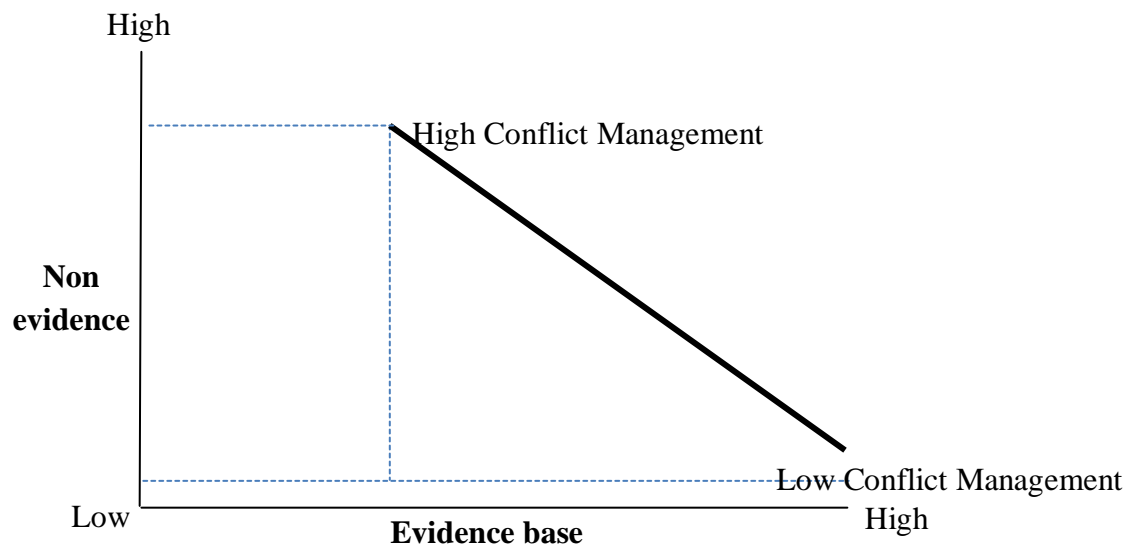 High
High Conflict Management
Non
evidence
Low Conflict Management
Low
High
Evidence base